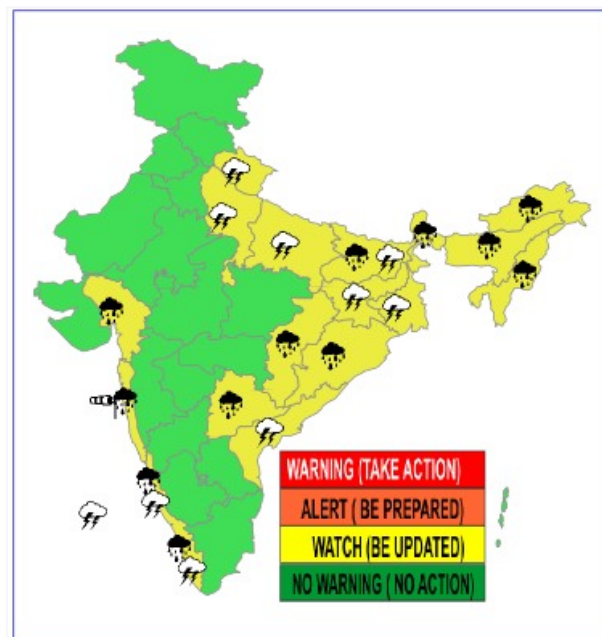 WARNING (TAKE ACTION)
ALERT ( BE PREPARED)
WATCH (BE UPDATED)
NO WARNING ( NO ACTION)